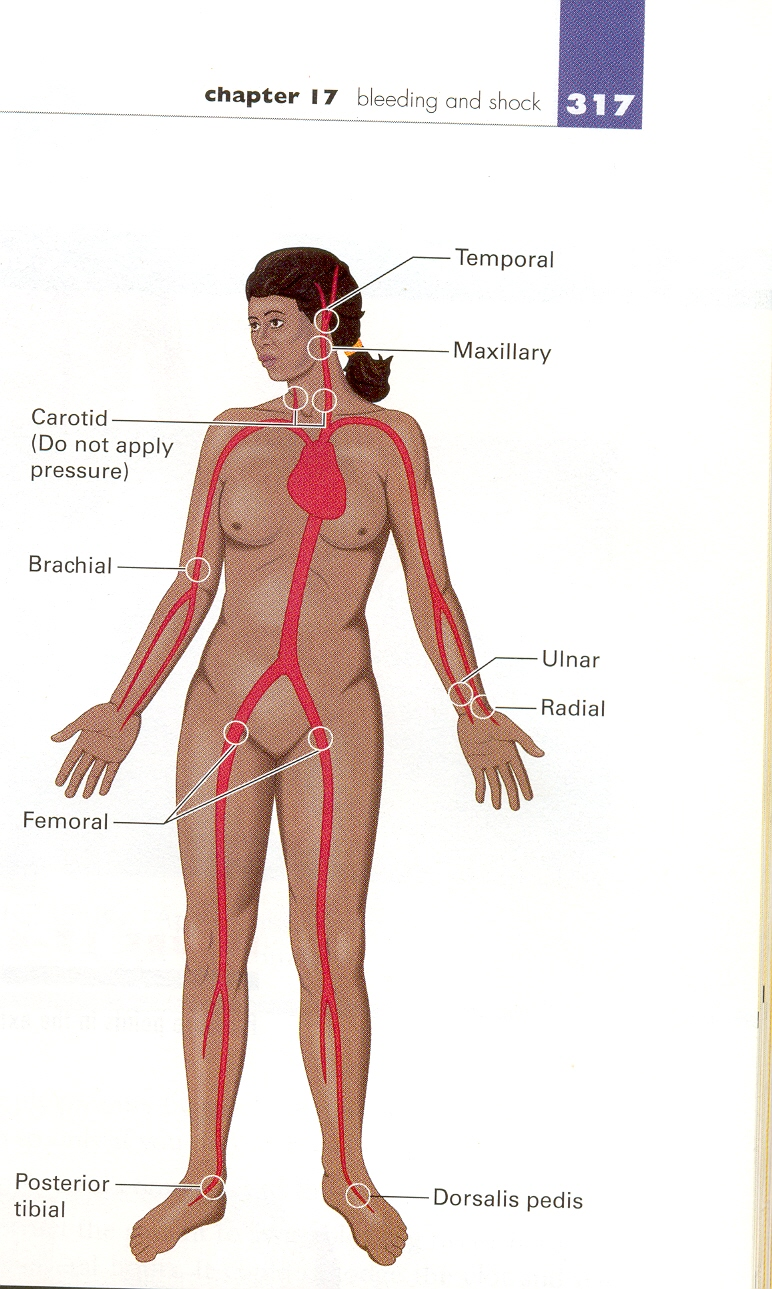 chapter 17 bleeding and shock 317
Temporal
Maxillary
Carotid
(Do not apply
pressure)
Brachial
Ulnar
Radial
Femoral
Posterior
tibial
Dorsalis pedis